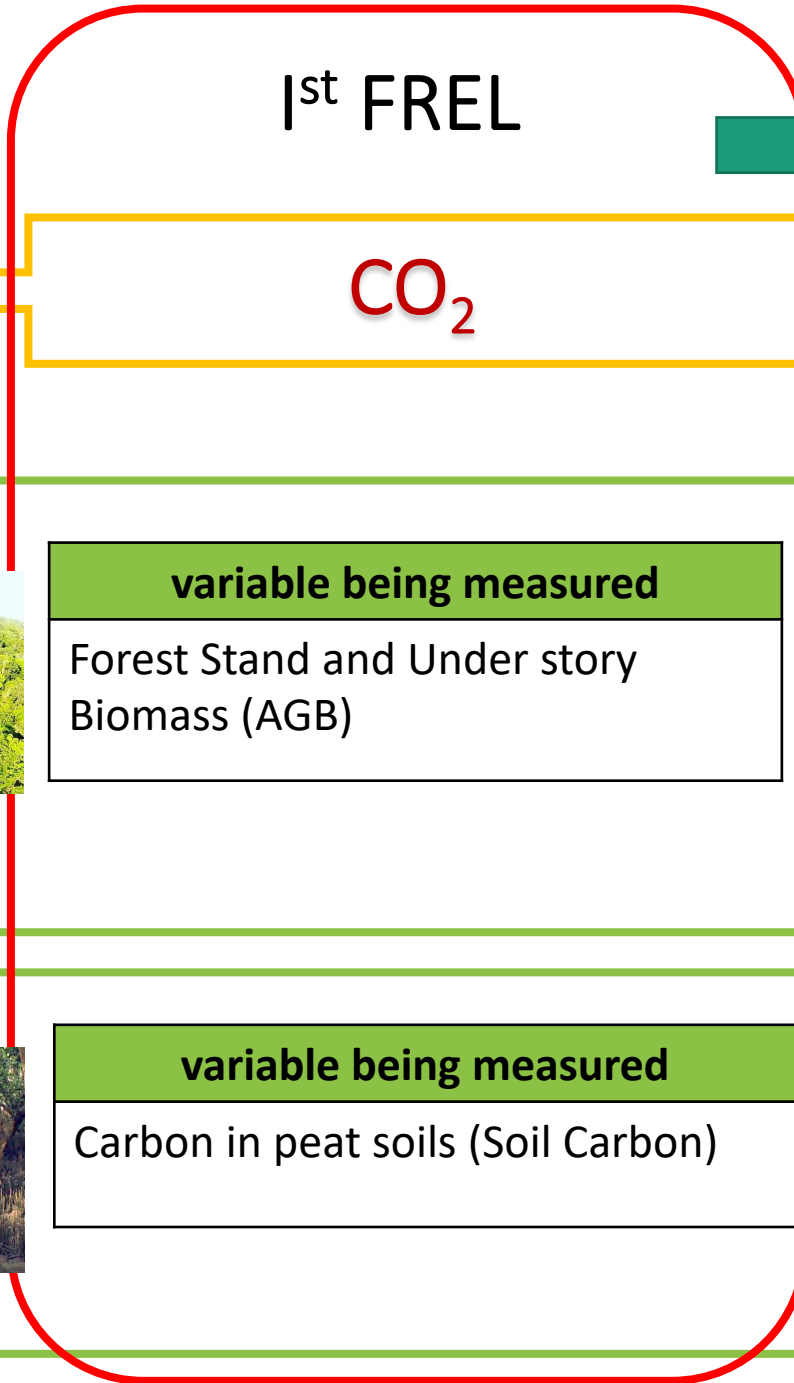 Iˢᵗ FREL
CO₂
variable being measured
Forest Stand and Under story
Biomass (AGB)
variable being measured
Carbon in peat soils (Soil Carbon)